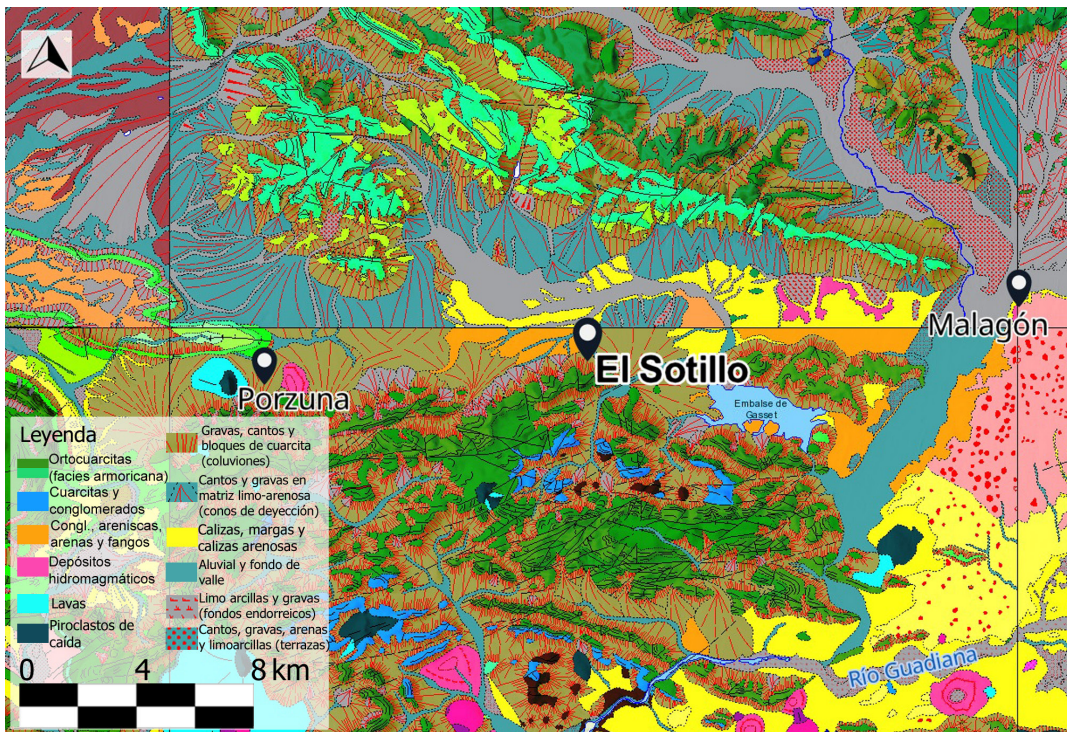 Malagón
El Sotillo
Porzuna
Embalse de
Gasset
Río Guadiana
Leyenda
Ortocuarcitas
(facies armoricana)
Cuarcitas y
conglomerados
Congl., areniscas,
arenas y fangos
Depósitos
hidromagmáticos
Lavas
Piroclastos de
caída
Gravas, cantos y
bloques de cuarcita
(coluviones)
Cantos y gravas en
matriz limo-arenosa
(conos de deyección)
Calizas, margas y
calizas arenosas
Aluvial y fondo de
valle
Limo arcillas y gravas
(fondos endorreicos)
Cantos, gravas, arenas
y limoarcillas (terrazas)
0 4 8 km